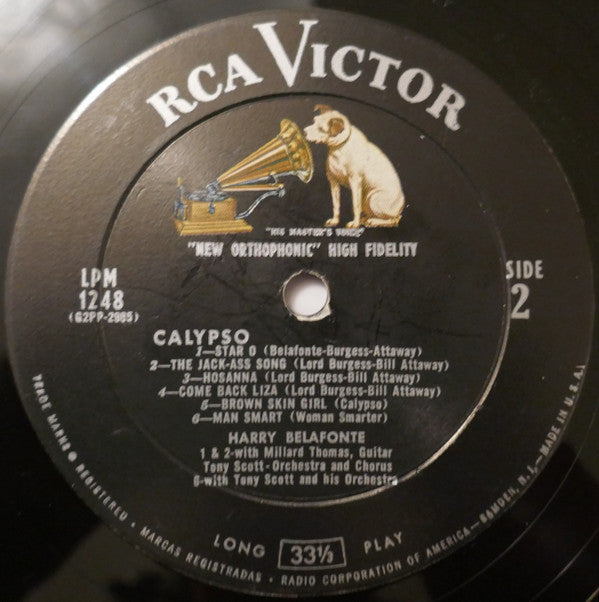 RCA VICTOR
"HIS MASTER'S VOICE"
"NEW ORTHOPHONIC" HIGH FIDELITY
LPM
1248
(G2PP-2985)
SIDE
2
CALYPSO
1—STAR O (Belafonte-Burgess-Attaway)
2—THE JACK-ASS SONG (Lord Burgess-Bill Attaway)
3—HOSANNA (Lord Burgess-Bill Attaway)
4—COME BACK LIZA (Lord Burgess-Bill Attaway)
5—BROWN SKIN GIRL (Calypso)
6—MAN SMART (Woman Smarter)
HARRY BELAFONTE
1 & 2-with Millard Thomas, Guitar
Tony Scott-Orchestra and Chorus
6-with Tony Scott and his Orchestra
LONG 33⅓ PLAY
TRADE MARKS ● REGISTERED • MARCAS REGISTRADAS • RADIO CORPORATION OF AMERICA—CAMDEN, N. J.—MADE IN U.S.A.